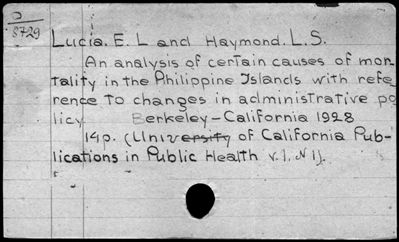 8729
Lucia. E. L and Haymond. L.S.
An analysis of certain causes of mor
tality in the Philippine Islands with refe
rence to changes in administrative po
licy. Berkeley-California 1928
14p. (University of California Pub-
lications in Public Health v.1, N 1).